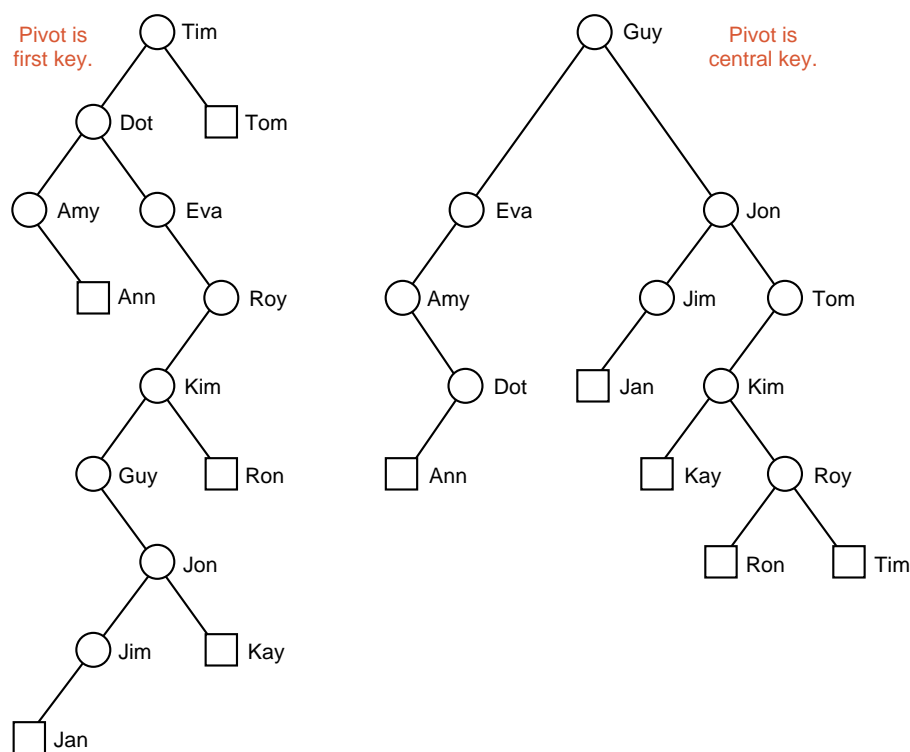 Pivot is
first key.
Tim
Tom
Dot
Amy
Eva
Ann
Roy
Kim
Guy
Ron
Jon
Jim
Kay
Jan
Pivot is
central key.
Guy
Eva
Jon
Amy
Jim
Tom
Dot
Jan
Kim
Ann
Kay
Roy
Ron
Tim